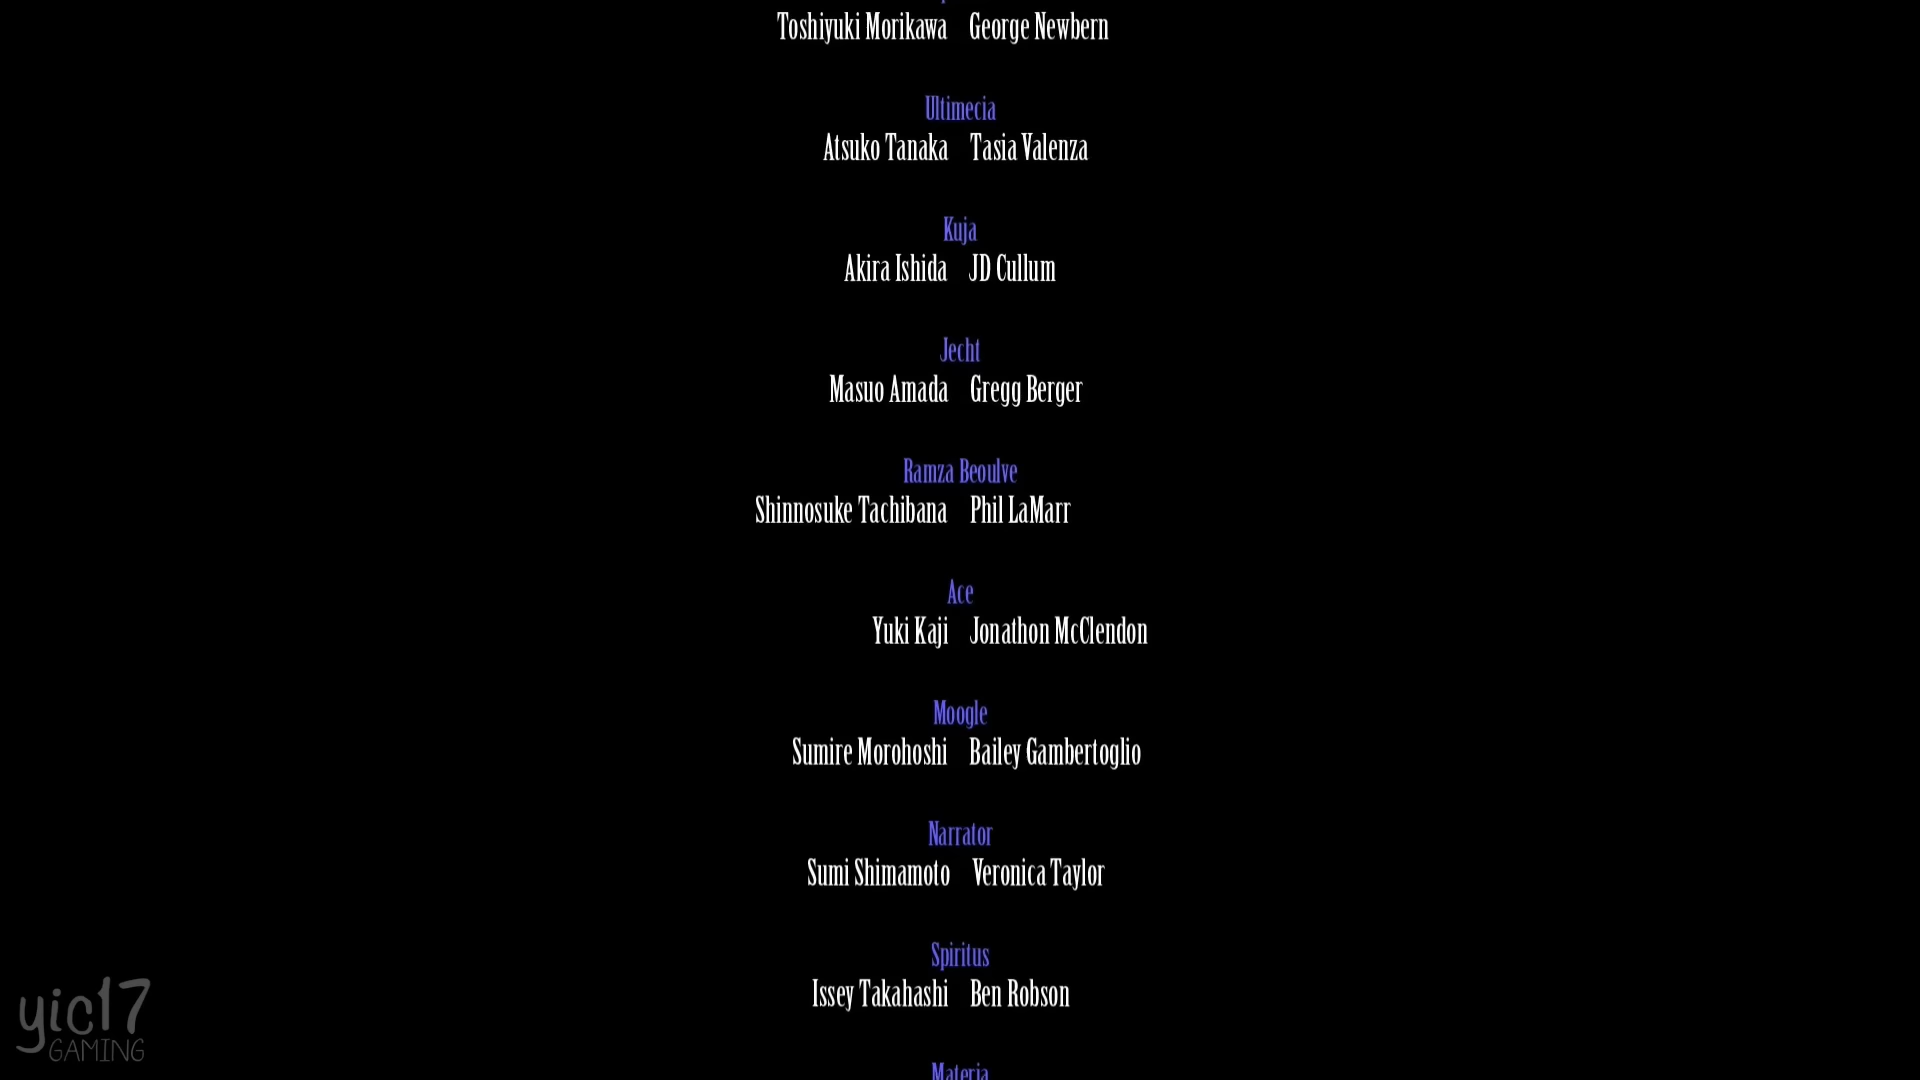 Toshiyuki Morikawa George Newbern
Ultimecia
Atsuko Tanaka Tasia Valenza
Kuja
Akira Ishida JD Cullum
Jecht
Masuo Amada Gregg Berger
Ramza Beoulve
Shinnosuke Tachibana Phil LaMarr
Ace
Yuki Kaji Jonathon McClendon
Moogle
Sumire Morohoshi Bailey Gambertoglio
Narrator
Sumi Shimamoto Veronica Taylor
Spiritus
Issey Takahashi Ben Robson
Materia
yic17
GAMING